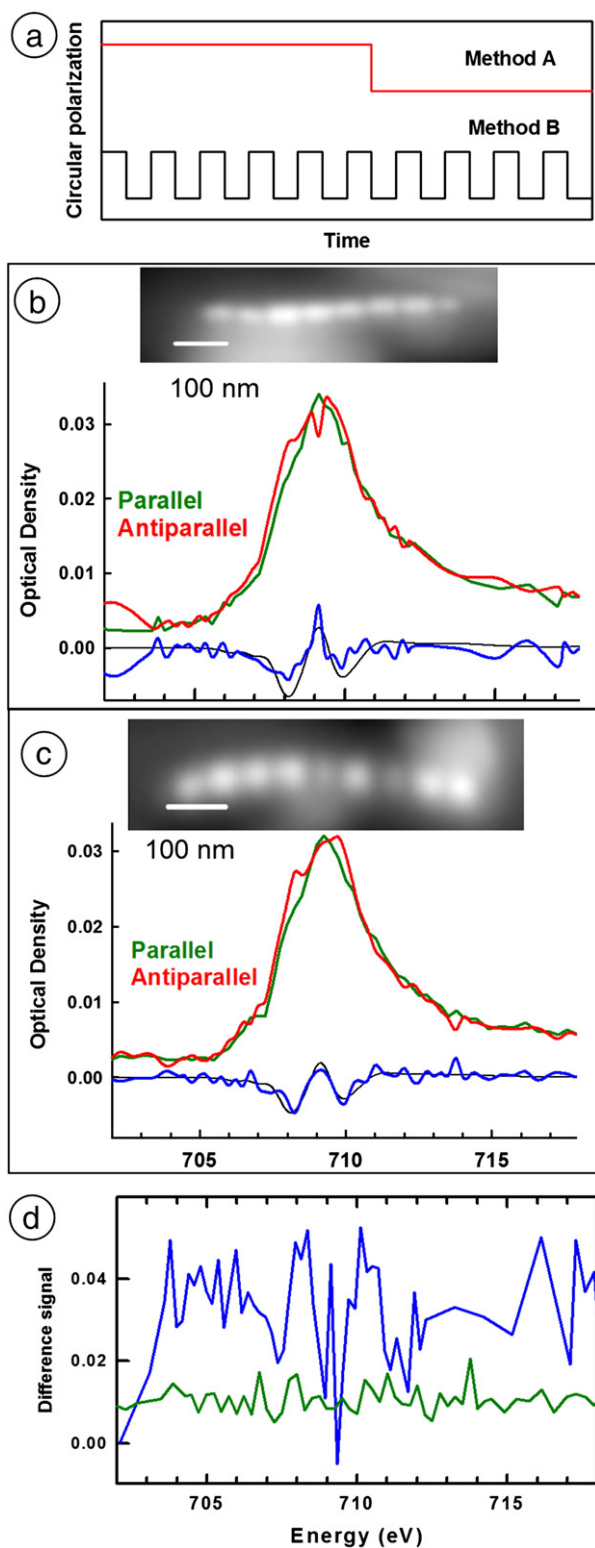 a
Circular polarization
Method A
Method B
Time
b
100 nm
0.03
0.02
0.01
0.00
Optical Density
Parallel
Antiparallel
c
100 nm
0.03
0.02
0.01
0.00
Optical Density
Parallel
Antiparallel
705 710 715
d
0.04
0.02
0.00
Difference signal
705 710 715
Energy (eV)